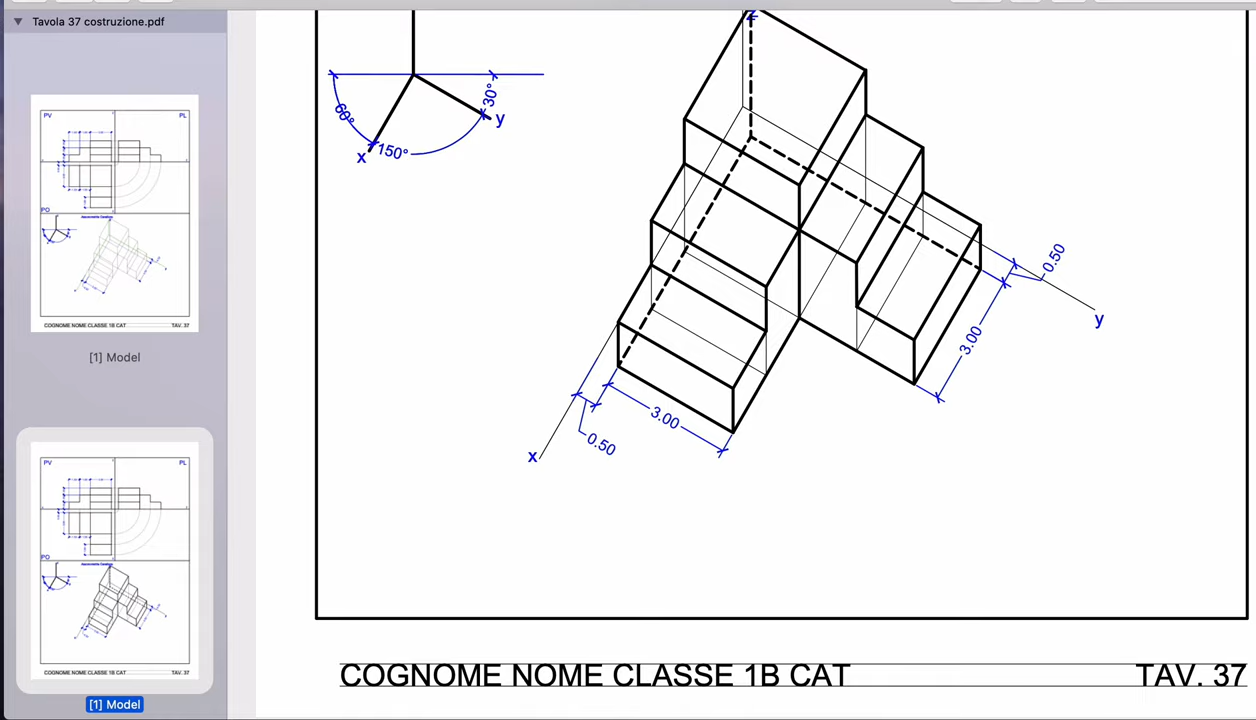 Tavola 37 costruzione.pdf
PV
PL
PO
COGNOME NOME CLASSE 1B CAT
TAV. 37
[1] Model
PV
PL
PO
COGNOME NOME CLASSE 1B CAT
TAV. 37
[1] Model
z
60°
30°
150°
x
y
0.50
3.00
y
3.00
0.50
x
COGNOME NOME CLASSE 1B CAT
TAV. 37